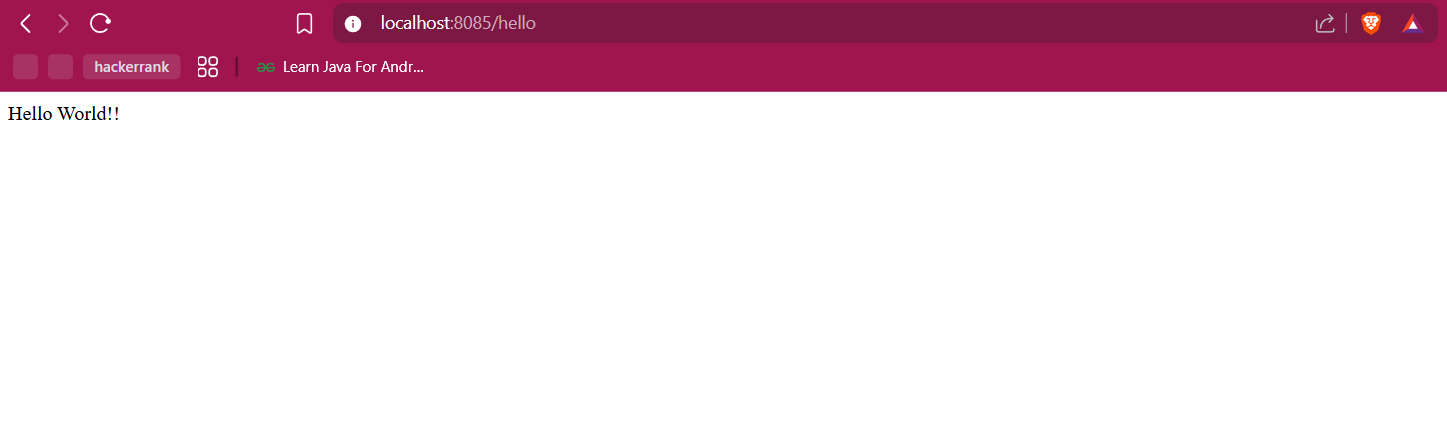 localhost:8085/hello
hackerrank
Learn Java For Andr...
Hello World!!